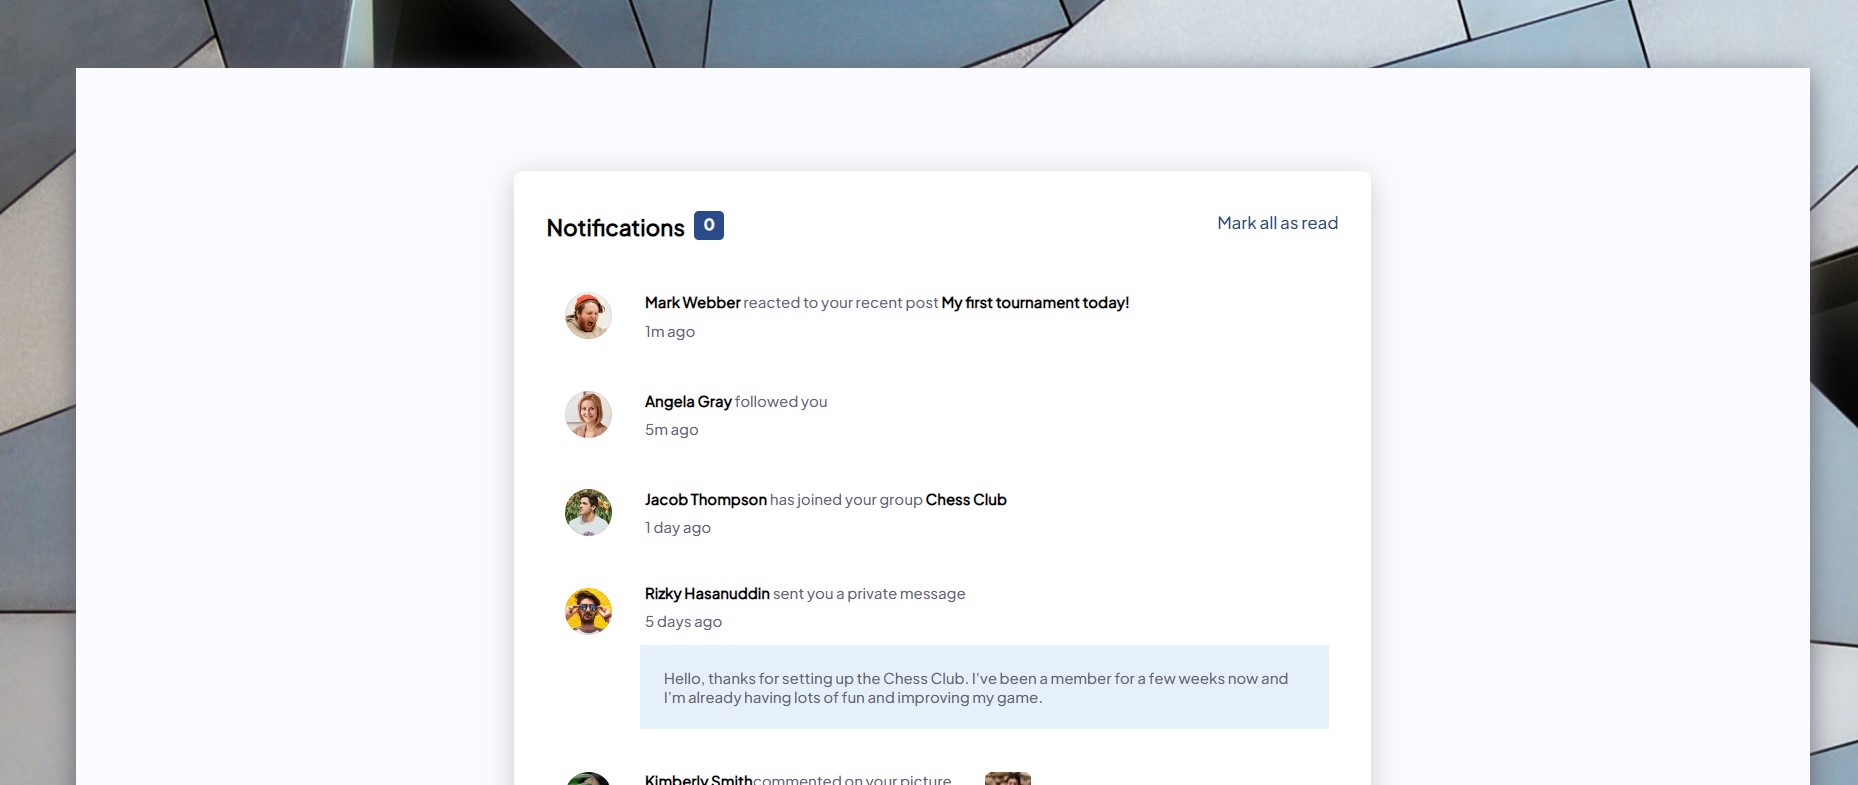 Notifications 0
Mark all as read
Mark Webber reacted to your recent post My first tournament today!
1m ago
Angela Gray followed you
5m ago
Jacob Thompson has joined your group Chess Club
1 day ago
Rizky Hasanuddin sent you a private message
5 days ago
Hello, thanks for setting up the Chess Club. I've been a member for a few weeks now and
I'm already having lots of fun and improving my game.
Kimberly Smithcommented on your picture